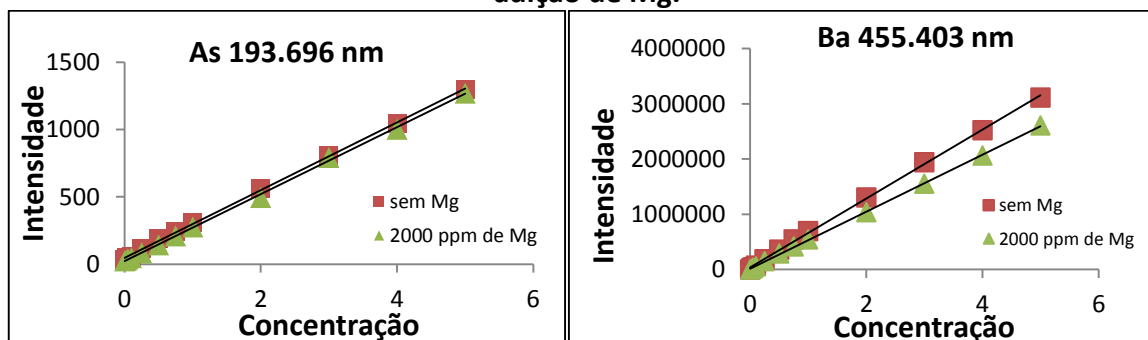 adição de Mg.
As 193.696 nm
1500
1000
500
0
Intensidade
sem Mg
2000 ppm de Mg
0
2
4
6
Concentração
Ba 455.403 nm
4000000
3000000
2000000
1000000
0
Intensidade
sem Mg
2000 ppm de Mg
0
2
4
6
Concentração